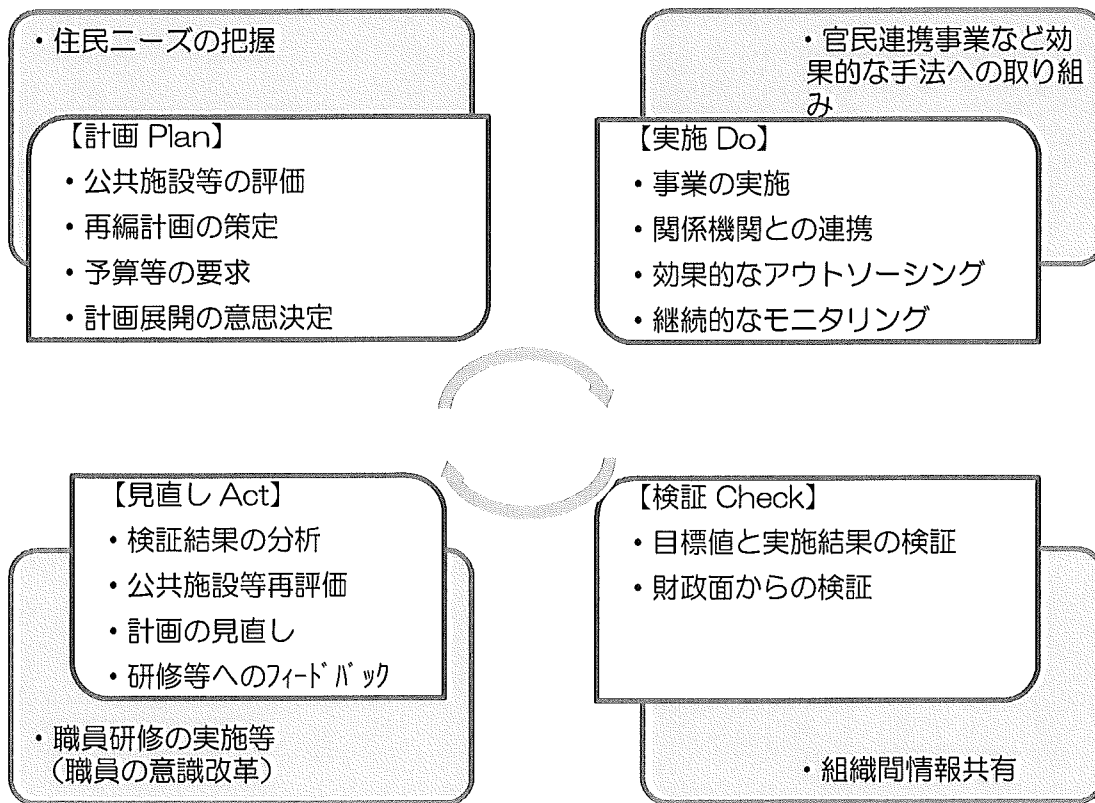 ・住民ニーズの把握
【計画 Plan】
・公共施設等の評価
・再編計画の策定
・予算等の要求
・計画展開の意思決定
・官民連携事業など効
果的な手法への取り組
み
【実施 Do】
・事業の実施
・関係機関との連携
・効果的なアウトソーシング
・継続的なモニタリング
【見直し Act】
・検証結果の分析
・公共施設等再評価
・計画の見直し
・研修等へのフィードバック
・職員研修の実施等
（職員の意識改革）
【検証 Check】
・目標値と実施結果の検証
・財政面からの検証
・組織間情報共有